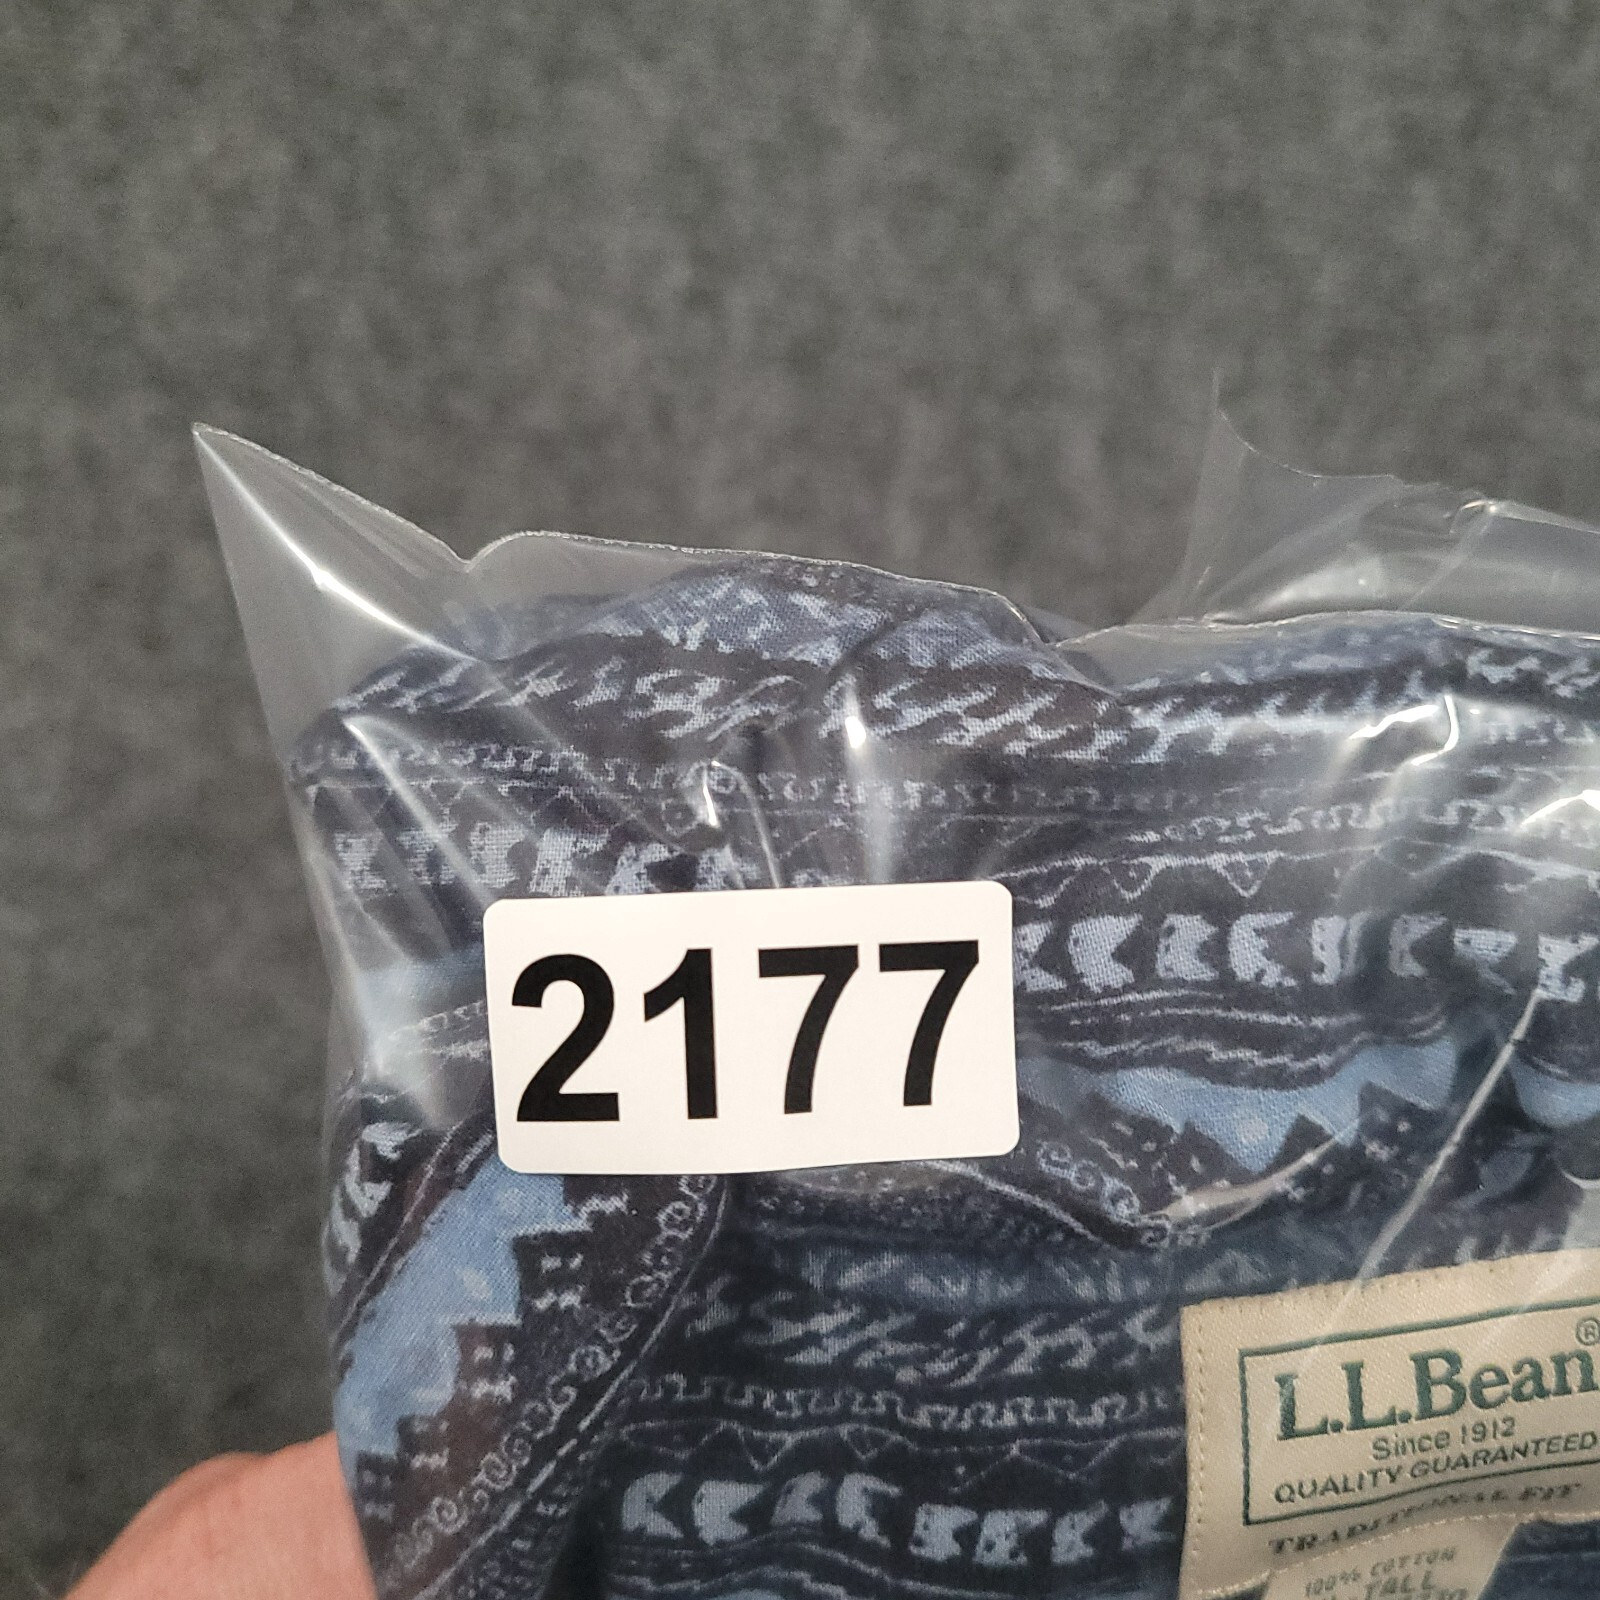 2177
L.L.Bean®
Since 1912
QUALITY GUARANTEED
TRADITIONAL FIT
100% COTTON
TALL